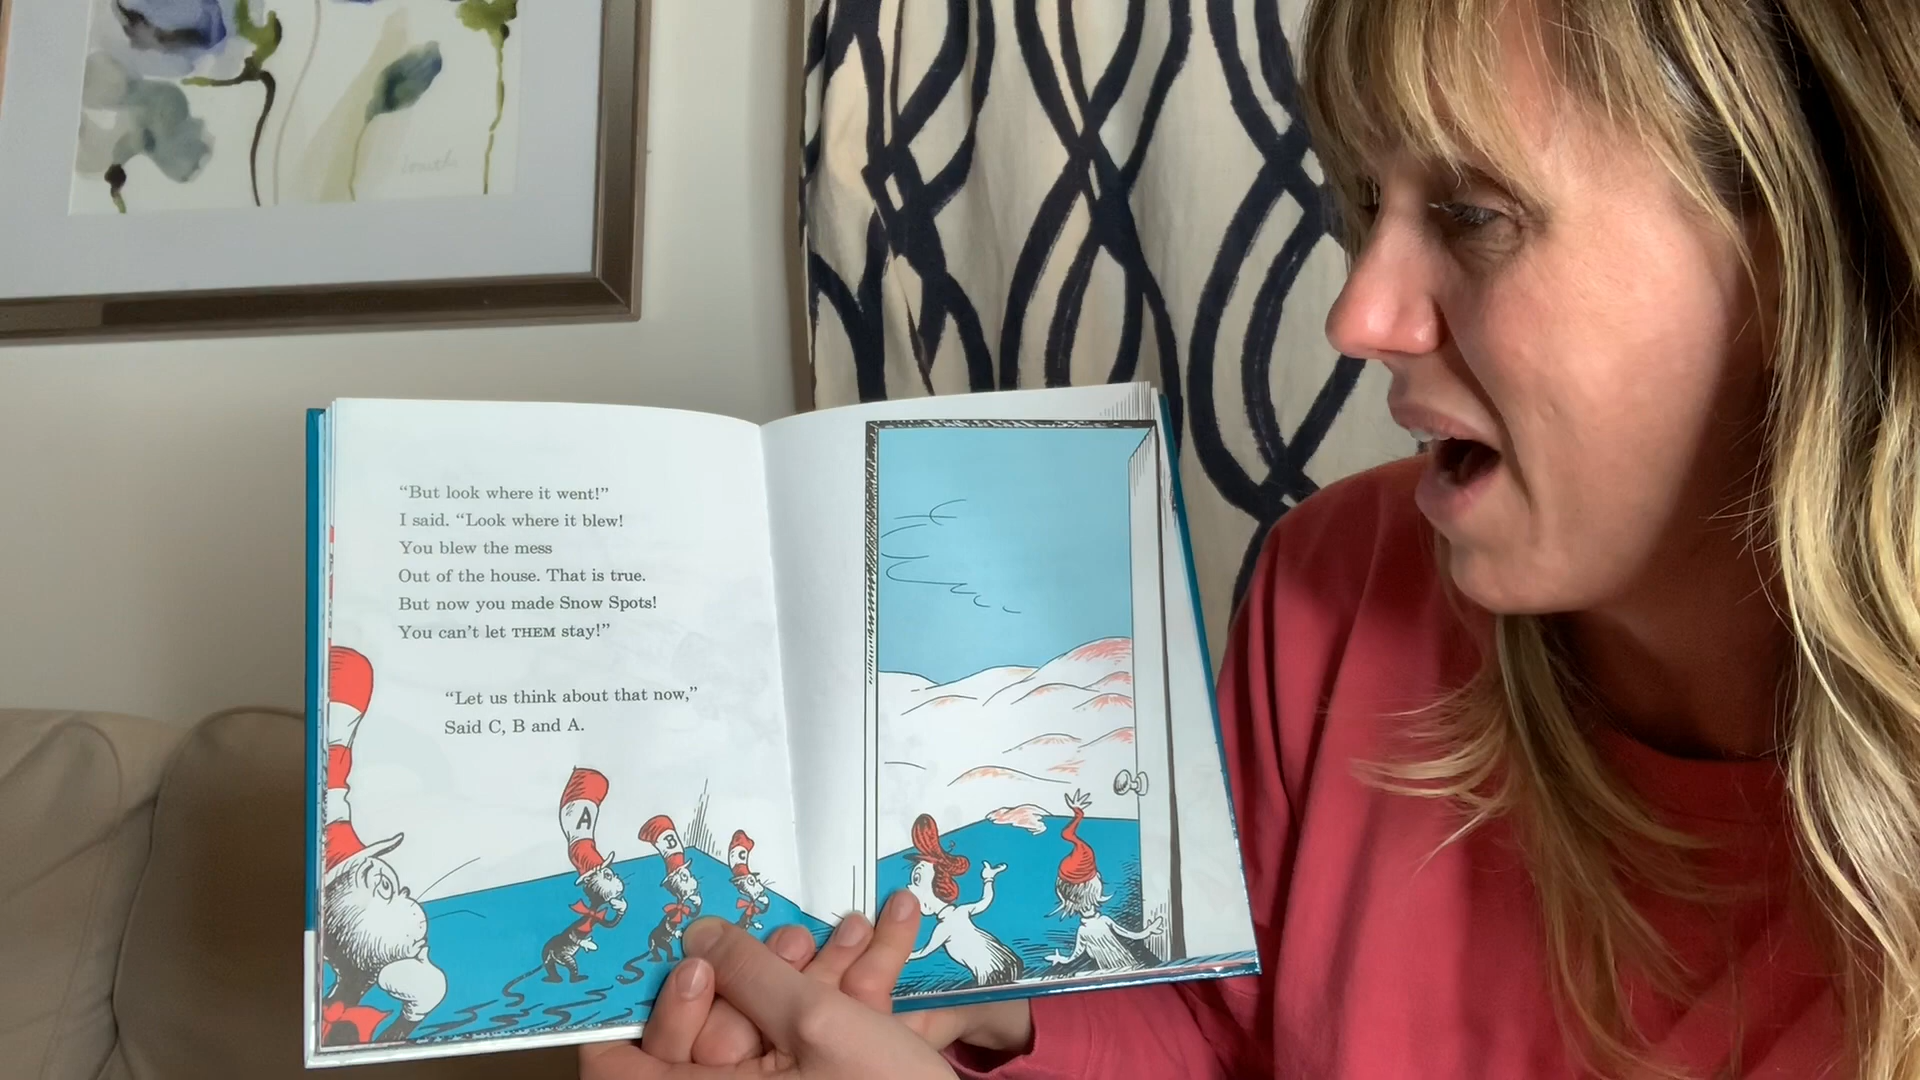 "But look where it went!"
I said. "Look where it blew!
You blew the mess
Out of the house. That is true.
But now you made Snow Spots!
You can't let THEM stay!"
"Let us think about that now,"
Said C, B and A.
A
B
C